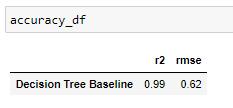 accuracy_df
r2 rmse
Decision Tree Baseline 0.99 0.62